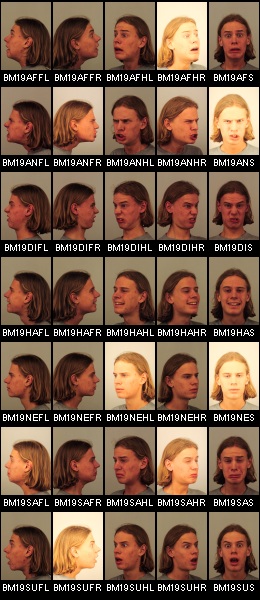 BM19AFFL BM19AFFR BM19AFHL BM19AFHR BM19AFS
BM19ANFL BM19ANFR BM19ANHL BM19ANHR BM19ANS
BM19DIFL BM19DIFR BM19DIHL BM19DIHR BM19DIS
BM19HAFL BM19HAFR BM19HAHL BM19HAHR BM19HAS
BM19NEFL BM19NEFR BM19NEHL BM19NEHR BM19NES
BM19SAFL BM19SAFR BM19SAHL BM19SAHR BM19SAS
BM19SUFL BM19SUFR BM19SUHL BM19SUHR BM19SUS